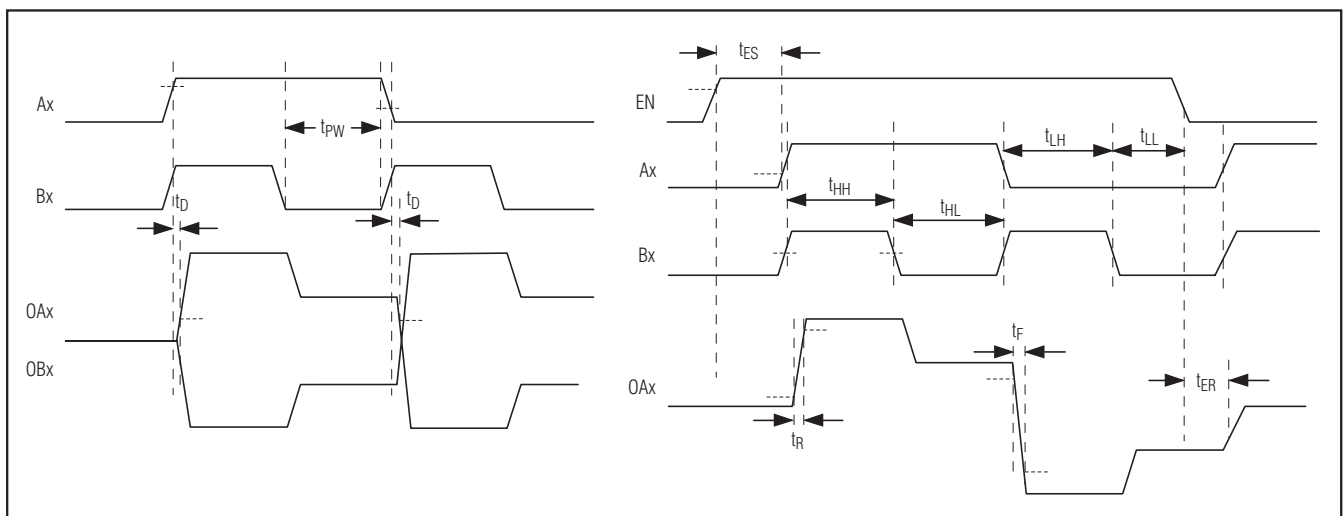 Ax
tPW
Bx
tD
tD
OAx
OBx
tES
EN
tLH
tLL
Ax
tHH
tHL
Bx
tF
OAx
tER
tR